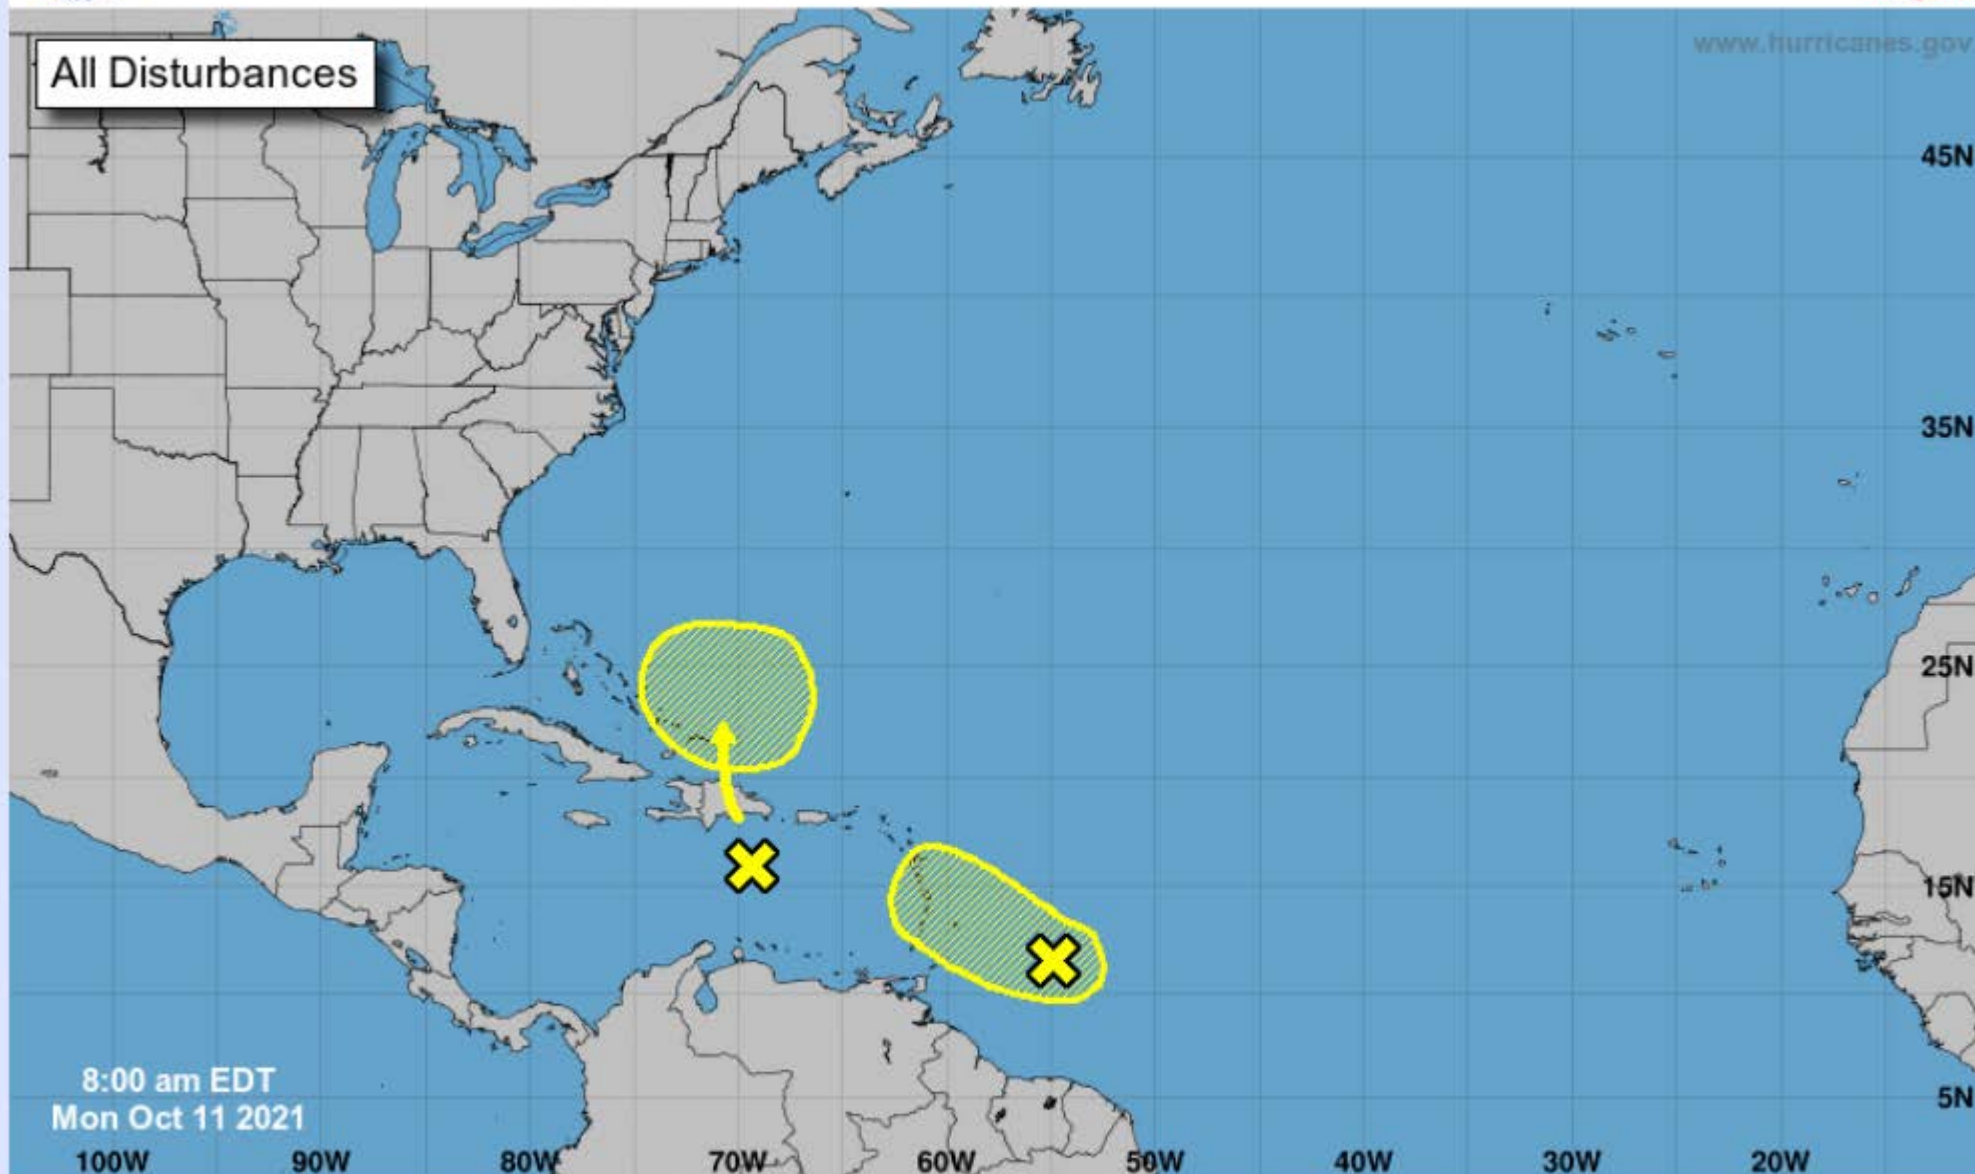 www.hurricanes.gov
All Disturbances
45N
35N
25N
15N
8:00 am EDT
Mon Oct 11 2021
5N
100W 90W 80W 70W 60W 50W 40W 30W 20W